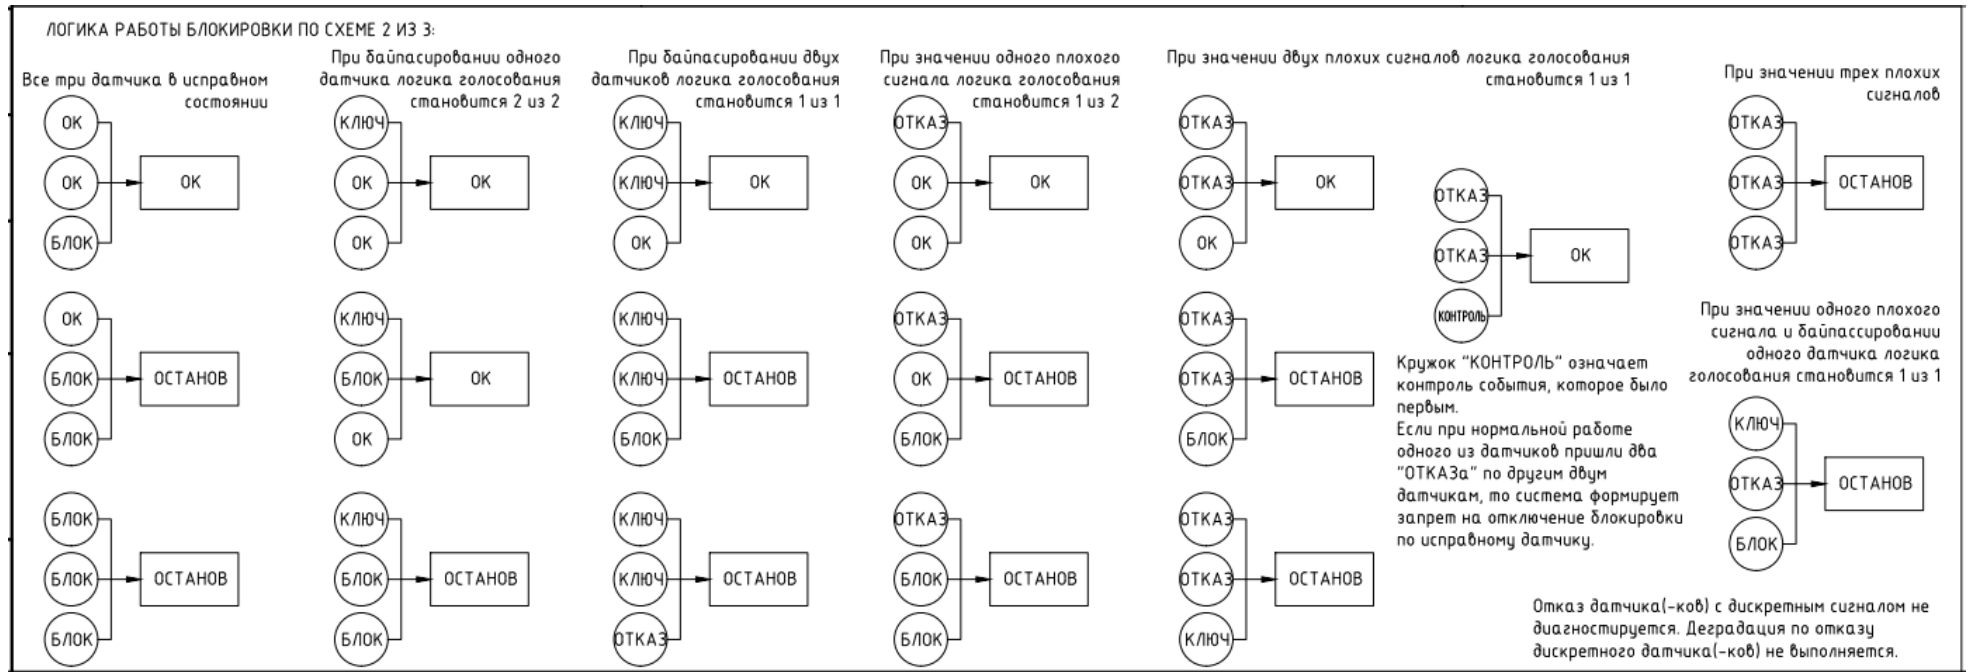 ЛОГИКА РАБОТЫ БЛОКИРОВКИ ПО СХЕМЕ 2 ИЗ 3:
Все три датчика в исправном
состоянии
ОК
ОК
БЛОК
ОК
ОК
БЛОК
БЛОК
ОСТАНОВ
БЛОК
БЛОК
БЛОК
ОСТАНОВ
При байпасировании одного
датчика логика голосования
становится 2 из 2
КЛЮЧ
ОК
ОК
ОК
КЛЮЧ
БЛОК
ОК
ОК
КЛЮЧ
БЛОК
БЛОК
ОСТАНОВ
При байпасировании двух
датчиков логика голосования
становится 1 из 1
КЛЮЧ
КЛЮЧ
ОК
ОК
КЛЮЧ
КЛЮЧ
БЛОК
ОСТАНОВ
КЛЮЧ
КЛЮЧ
ОТКАЗ
ОСТАНОВ
При значении одного плохого
сигнала логика голосования
становится 1 из 2
ОТКАЗ
ОК
ОК
ОК
ОТКАЗ
ОК
БЛОК
ОСТАНОВ
ОТКАЗ
БЛОК
БЛОК
ОСТАНОВ
При значении двух плохих сигналов логика голосования
становится 1 из 1
ОТКАЗ
ОТКАЗ
ОК
ОК
ОТКАЗ
ОТКАЗ
БЛОК
ОСТАНОВ
ОТКАЗ
ОТКАЗ
КЛЮЧ
ОСТАНОВ
ОТКАЗ
ОТКАЗ
КОНТРОЛЬ
ОК
Кружок "КОНТРОЛЬ" означает
контроль события, которое было
первым.
Если при нормальной работе
одного из датчиков пришли два
"ОТКАЗа" по другим двум
датчикам, то система формирует
запрет на отключение блокировки
по исправному датчику.
При значении трех плохих
сигналов
ОТКАЗ
ОТКАЗ
ОТКАЗ
ОСТАНОВ
При значении одного плохого
сигнала и байпассировании
одного датчика логика
голосования становится 1 из 1
КЛЮЧ
ОТКАЗ
БЛОК
ОСТАНОВ
Отказ датчика(-ков) с дискретным сигналом не
диагностируется. Деградация по отказу
дискретного датчика(-ков) не выполняется.